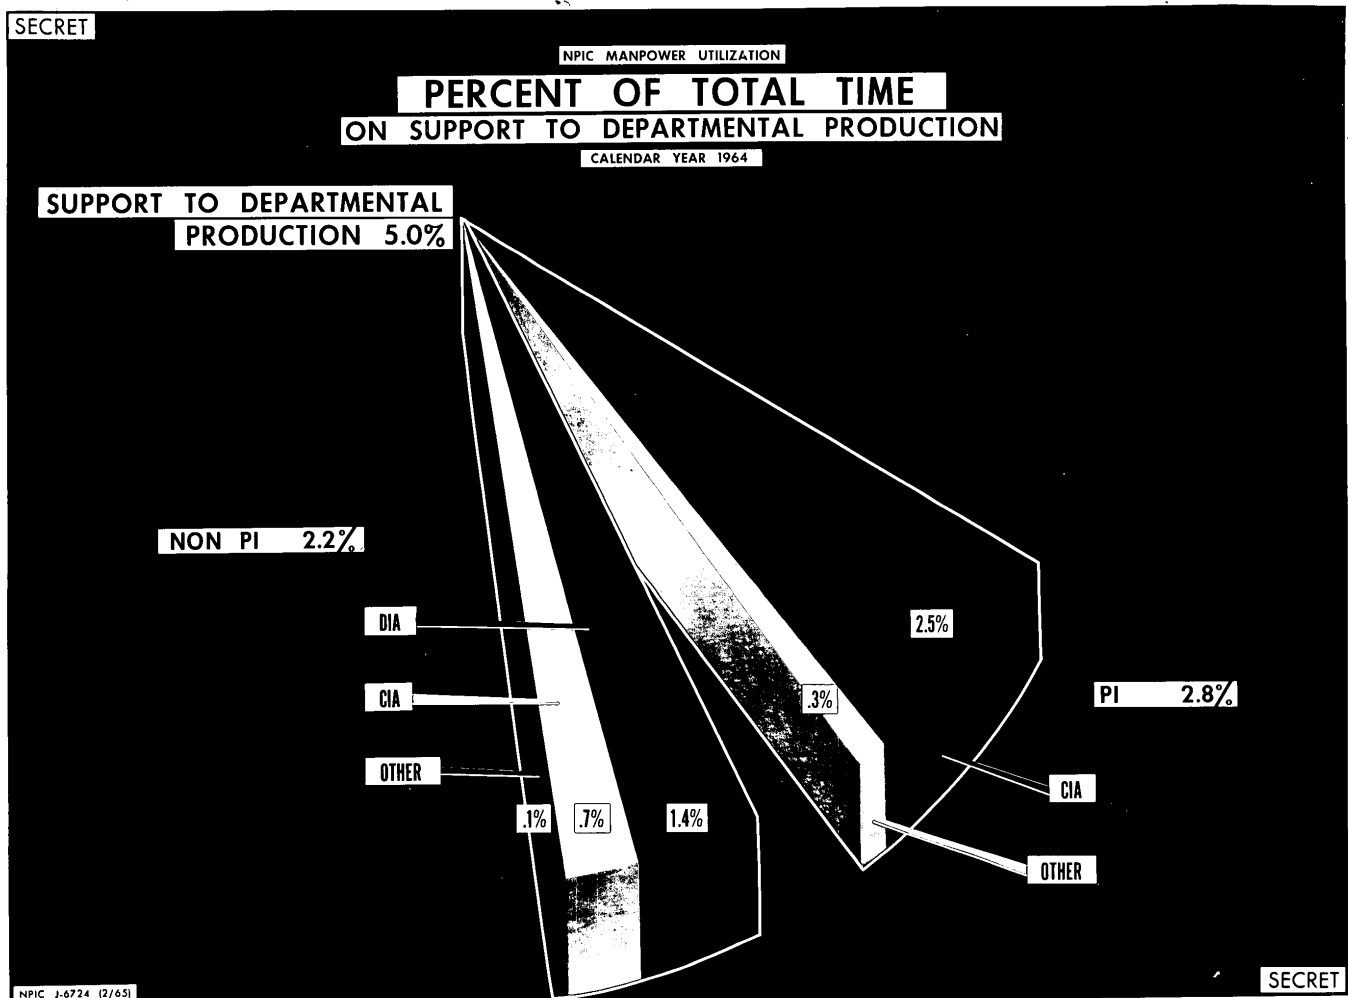 SECRET
NPIC MANPOWER UTILIZATION
PERCENT OF TOTAL TIME
ON SUPPORT TO DEPARTMENTAL PRODUCTION
CALENDAR YEAR 1964
SUPPORT TO DEPARTMENTAL
PRODUCTION 5.0%
NON PI 2.2%
DIA
2.5%
CIA
.3%
PI 2.8%
OTHER
CIA
.1%
.7%
1.4%
OTHER
SECRET
NPIC J-6724 (2/65)